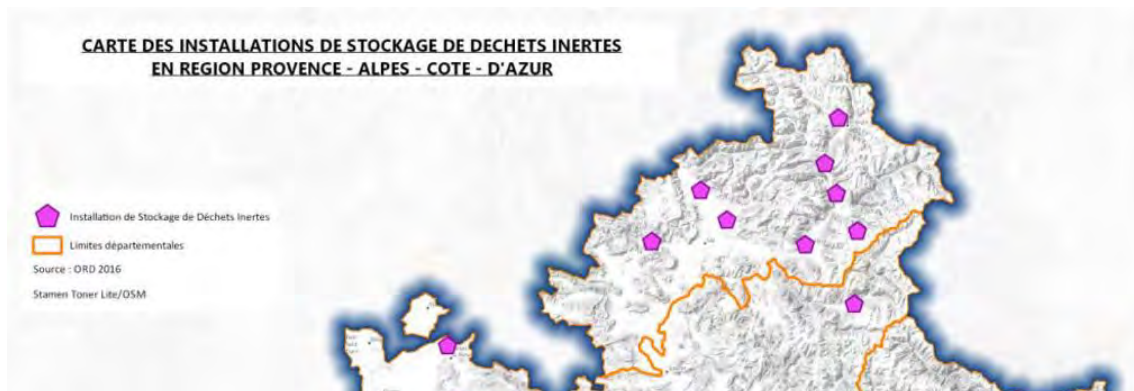 CARTE DES INSTALLATIONS DE STOCKAGE DE DECHETS INERTES
EN REGION PROVENCE - ALPES - COTE - D'AZUR
Installation de Stockage de Déchets Inertes
Limites départementales
Source : ORD 2016
Stamen Toner Lite/OSM